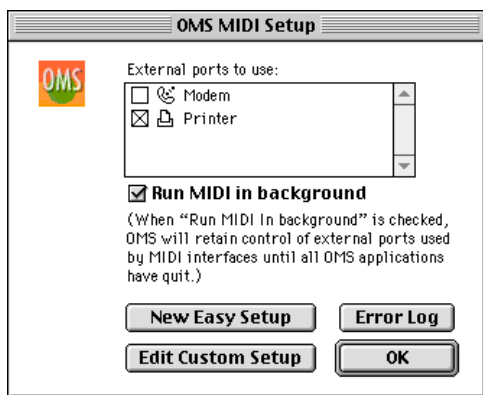 OMS MIDI Setup
OMS
External ports to use:
Modem
Printer
Run MIDI in background
(When “Run MIDI In background” is checked,
OMS will retain control of external ports used
by MIDI interfaces until all OMS applications
have quit.)
New Easy Setup
Error Log
Edit Custom Setup
OK